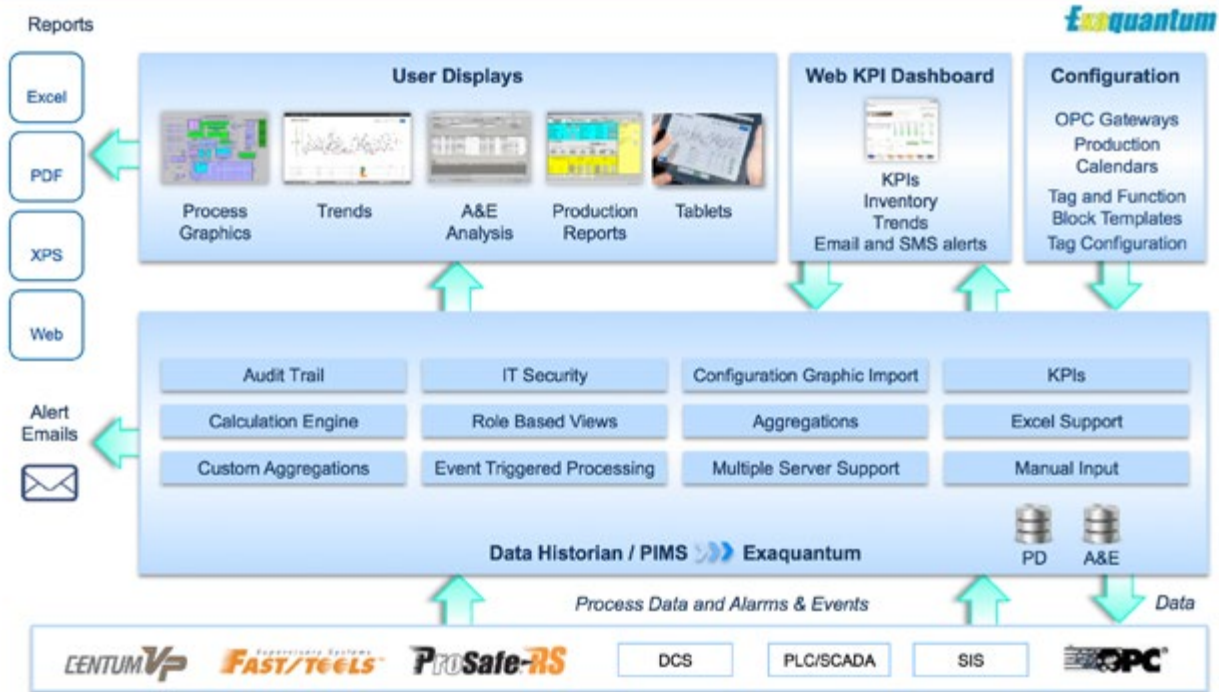 Reports
Exaquantum
Excel
PDF
XPS
Web
User Displays
Process
Graphics
Trends
A&E
Analysis
Production
Reports
Tablets
Web KPI Dashboard
KPIs
Inventory
Trends
Email and SMS alerts
Configuration
OPC Gateways
Production
Calendars
Tag and Function
Block Templates
Tag Configuration
Alert
Emails
Audit Trail
IT Security
Configuration Graphic Import
KPIs
Calculation Engine
Role Based Views
Aggregations
Excel Support
Custom Aggregations
Event Triggered Processing
Multiple Server Support
Manual Input
Data Historian / PIMS
Exaquantum
PD
A&E
Process Data and Alarms & Events
Data
CENTUM VP
Supervisory Systems
FAST/TOOLS
ProSafe-RS
DCS
PLC/SCADA
SIS
OPC